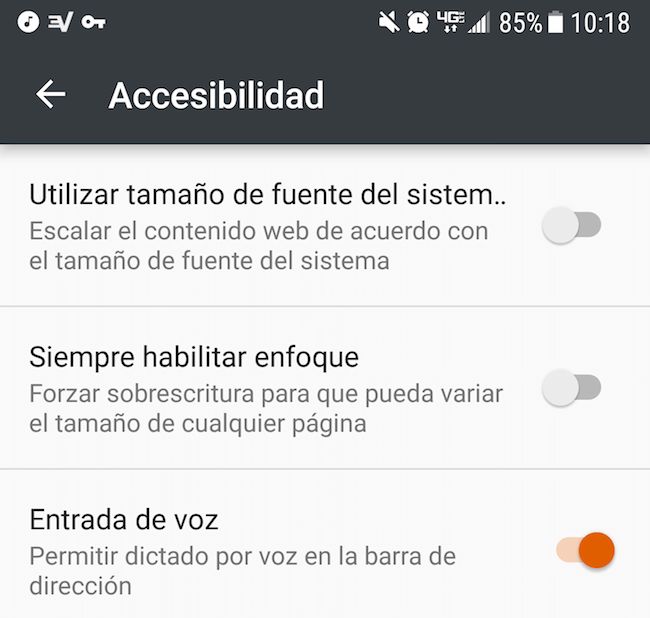 4G 85% 10:18
Accesibilidad
Utilizar tamaño de fuente del sistem..
Escalar el contenido web de acuerdo con
el tamaño de fuente del sistema
Siempre habilitar enfoque
Forzar sobrescritura para que pueda variar
el tamaño de cualquier página
Entrada de voz
Permitir dictado por voz en la barra de
dirección